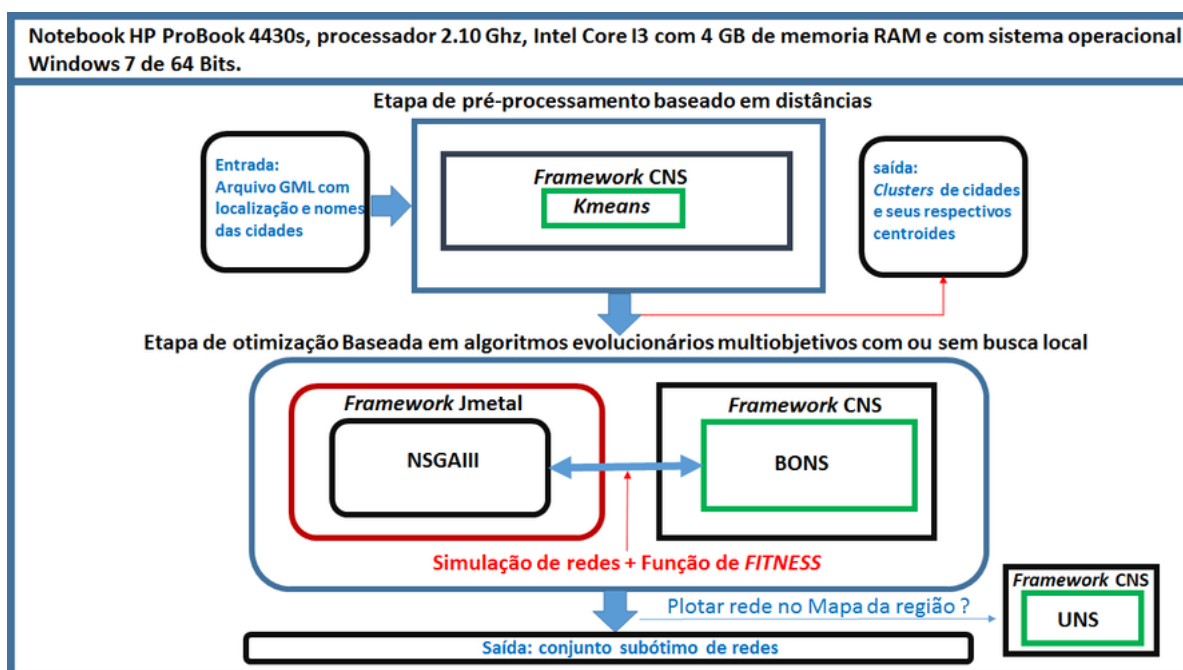 Notebook HP ProBook 4430s, processador 2.10 Ghz, Intel Core I3 com 4 GB de memoria RAM e com sistema operacional
Windows 7 de 64 Bits.
Etapa de pré-processamento baseado em distâncias
Entrada:
Arquivo GML com
localização e nomes
das cidades
Framework CNS
Kmeans
saída:
Clusters de cidades
e seus respectivos
centroides
Etapa de otimização Baseada em algoritmos evolucionários multiobjetivos com ou sem busca local
Framework Jmetal
NSGAIII
Framework CNS
BONS
Simulação de redes + Função de FITNESS
Plotar rede no Mapa da região ?
Framework CNS
UNS
Saída: conjunto subótimo de redes